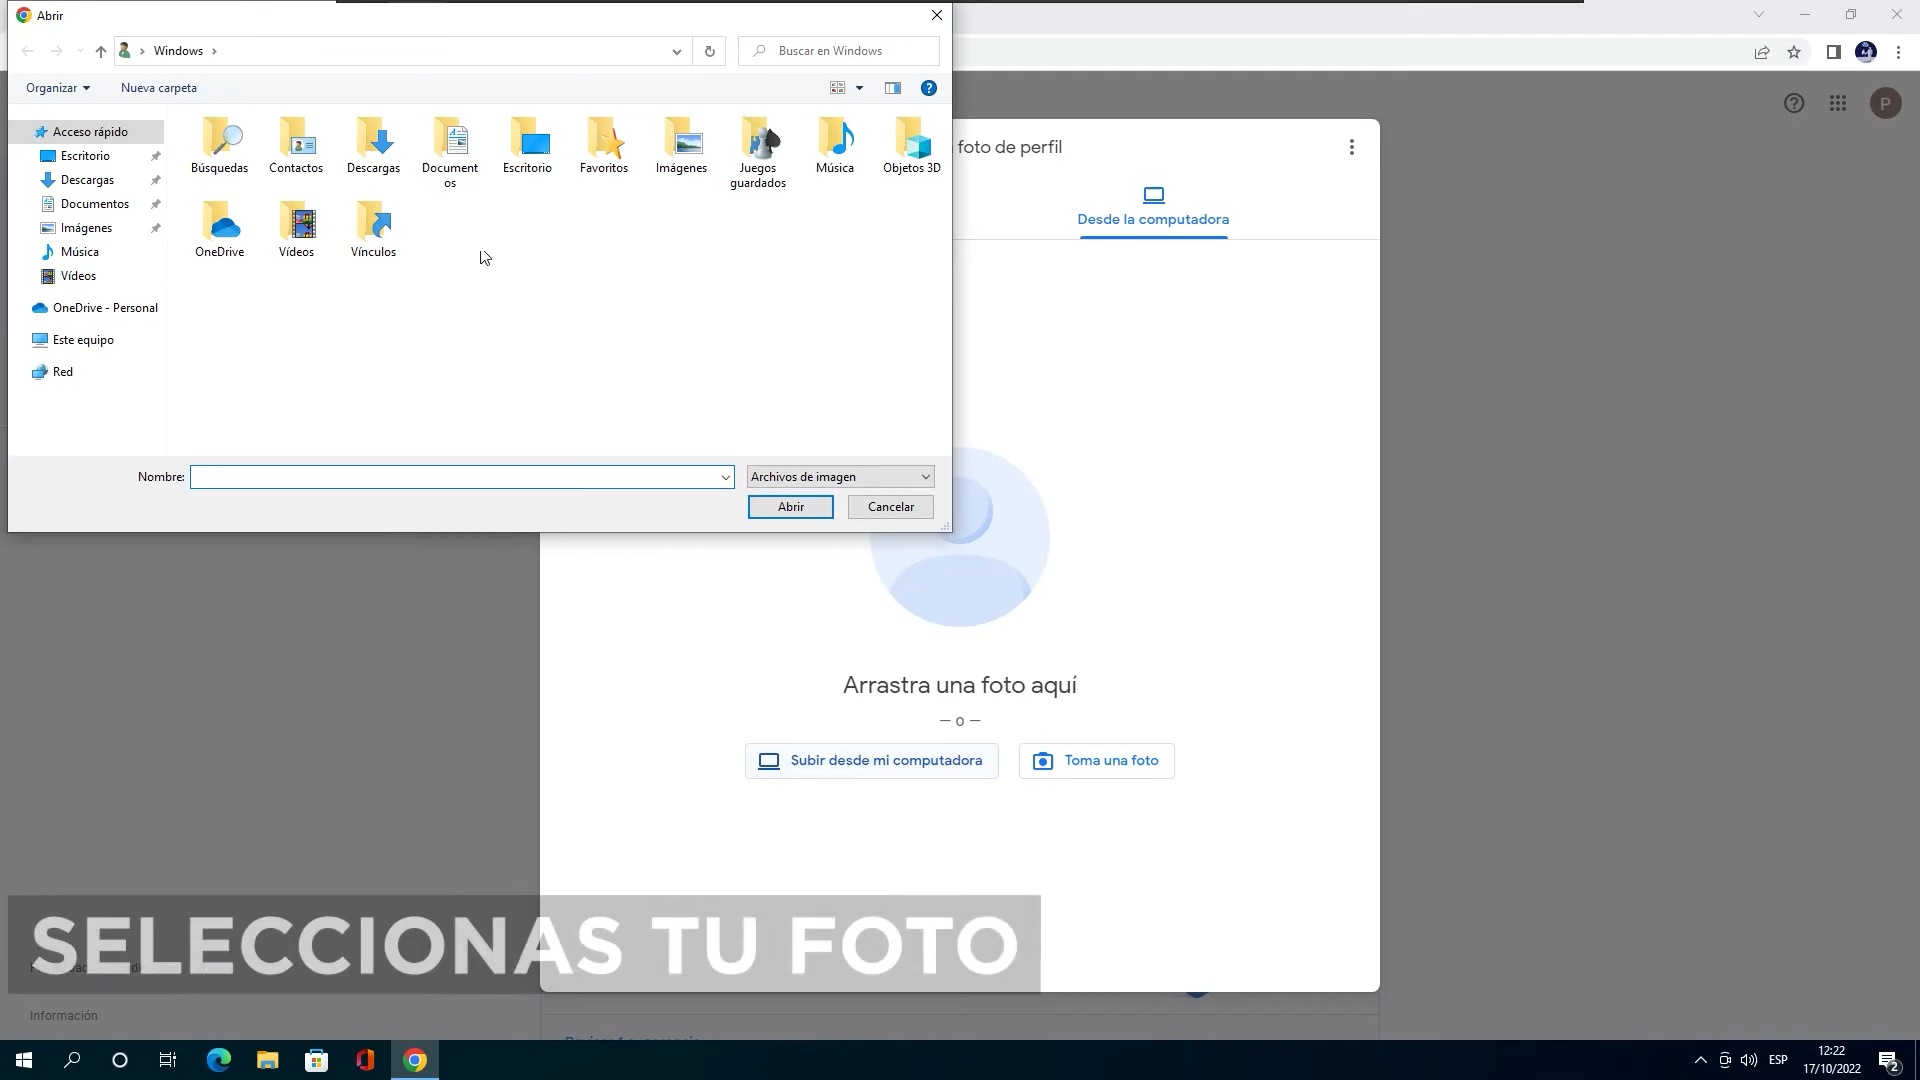 Abrir
Windows
Buscar en Windows
Organizar
Nueva carpeta
Acceso rápido
Escritorio
Descargas
Documentos
Imágenes
Música
Vídeos
OneDrive - Personal
Este equipo
Red
Búsquedas
Contactos
Descargas
Document
os
Escritorio
Favoritos
Imágenes
Juegos
guardados
Música
Objetos 3D
OneDrive
Vídeos
Vínculos
Nombre:
Archivos de imagen
Abrir
Cancelar
P
foto de perfil
Desde la computadora
Arrastra una foto aquí
— o —
Subir desde mi computadora
Toma una foto
SELECCIONAS TU FOTO
Información
ESP
12:22
17/10/2022
2